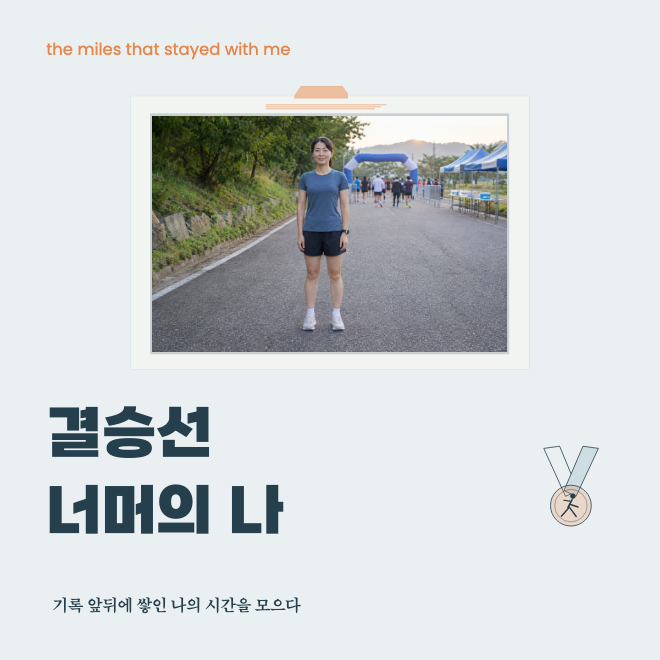 the miles that stayed with me
결승선
너머의 나
기록 앞뒤에 쌓인 나의 시간을 모으다